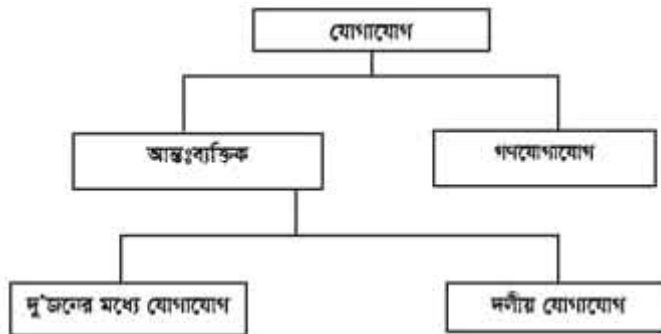 যোগাযোগ
আন্তঃব্যক্তিক
গণযোগাযোগ
দু'জনের মধ্যে যোগাযোগ
দলীয় যোগাযোগ